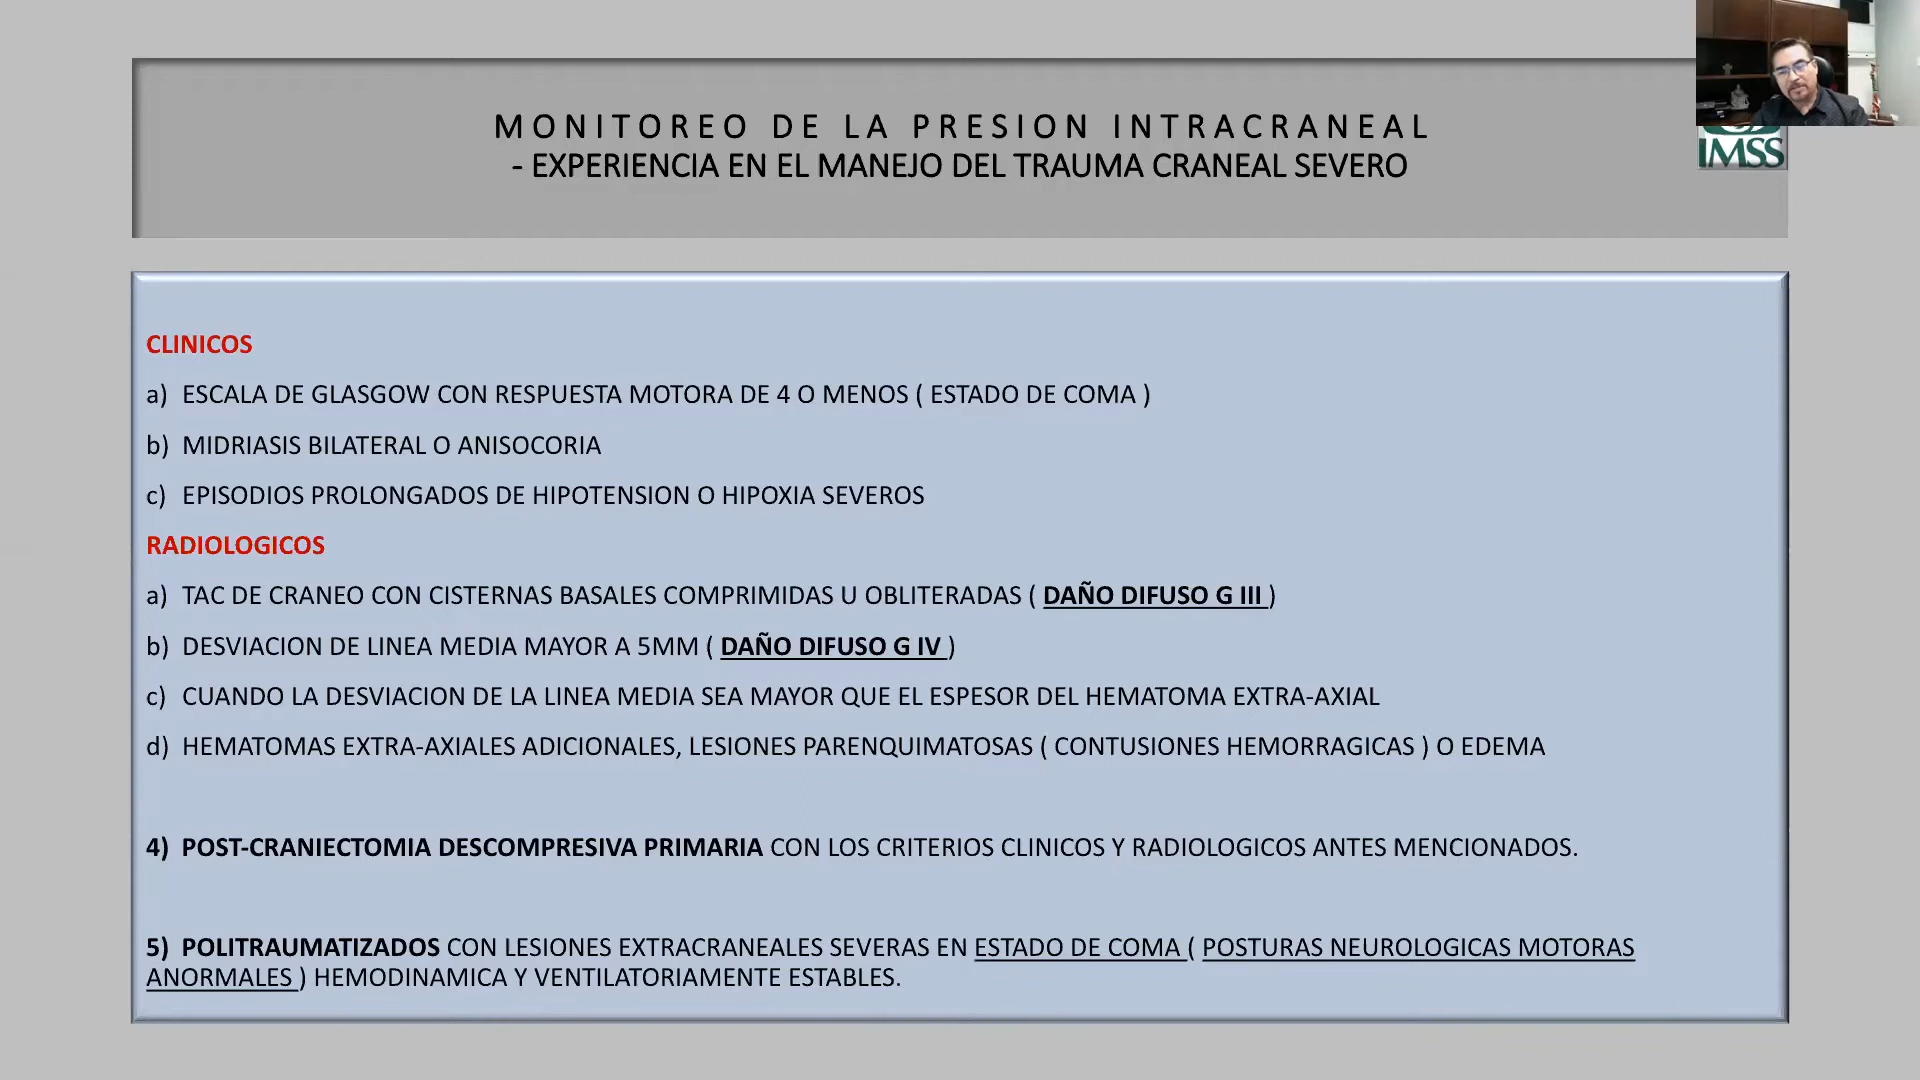 MONITOREO DE LA PRESION INTRACRANEAL
- EXPERIENCIA EN EL MANEJO DEL TRAUMA CRANEAL SEVERO
IMSS
CLINICOS
a) ESCALA DE GLASGOW CON RESPUESTA MOTORA DE 4 O MENOS ( ESTADO DE COMA )
b) MIDRIASIS BILATERAL O ANISOCORIA
c) EPISODIOS PROLONGADOS DE HIPOTENSION O HIPOXIA SEVEROS
RADIOLOGICOS
a) TAC DE CRANEO CON CISTERNAS BASALES COMPRIMIDAS U OBLITERADAS ( DAÑO DIFUSO G III )
b) DESVIACION DE LINEA MEDIA MAYOR A 5MM ( DAÑO DIFUSO G IV )
c) CUANDO LA DESVIACION DE LA LINEA MEDIA SEA MAYOR QUE EL ESPESOR DEL HEMATOMA EXTRA-AXIAL
d) HEMATOMAS EXTRA-AXIALES ADICIONALES, LESIONES PARENQUIMATOSAS ( CONTUSIONES HEMORRAGICAS ) O EDEMA
4) POST-CRANIECTOMIA DESCOMPRESIVA PRIMARIA CON LOS CRITERIOS CLINICOS Y RADIOLOGICOS ANTES MENCIONADOS.
5) POLITRAUMATIZADOS CON LESIONES EXTRACRANEALES SEVERAS EN ESTADO DE COMA ( POSTURAS NEUROLOGICAS MOTORAS
ANORMALES ) HEMODINAMICA Y VENTILATORIAMENTE ESTABLES.